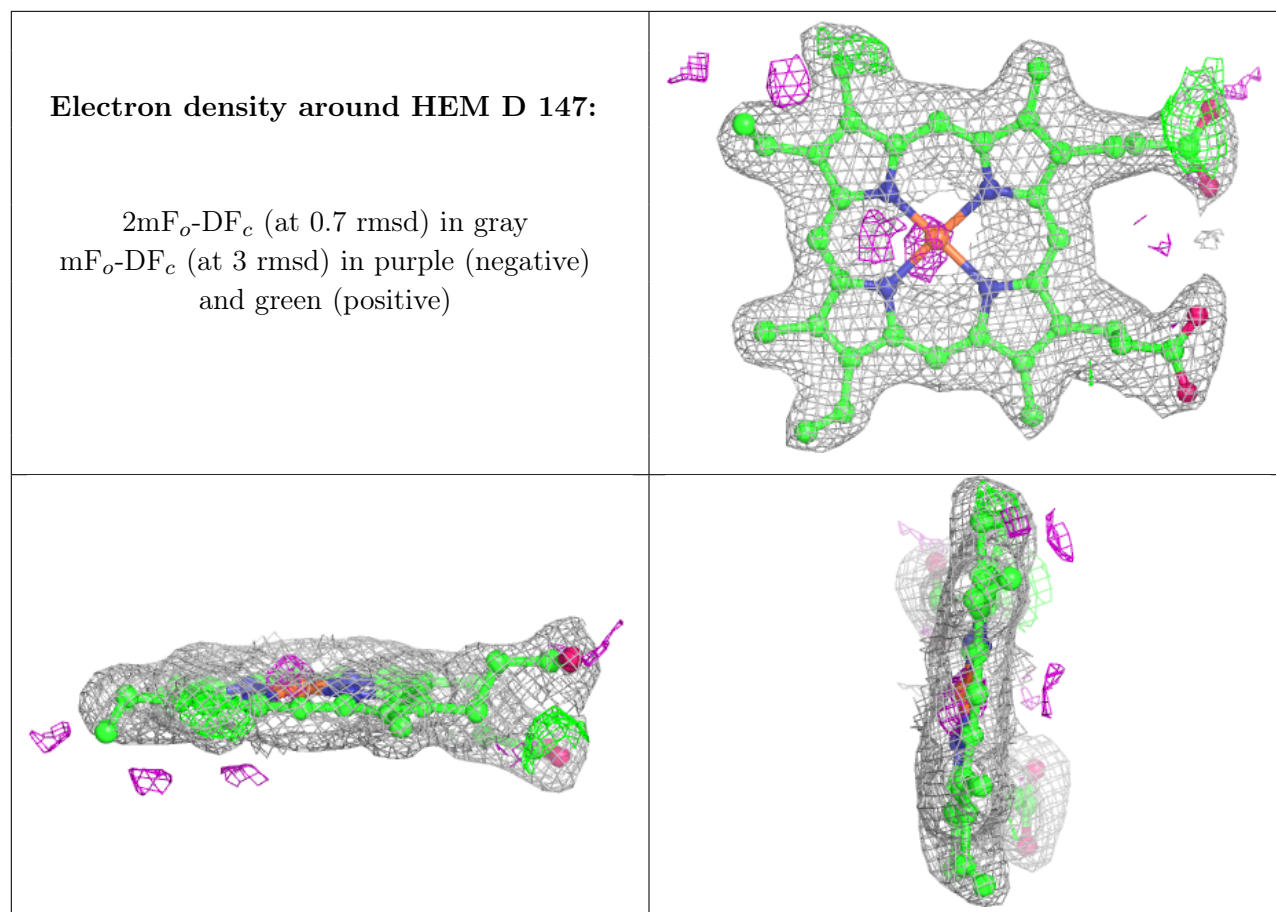 Electron density around HEM D 147:
2mFₒ-DF𝒸 (at 0.7 rmsd) in gray
mFₒ-DF𝒸 (at 3 rmsd) in purple (negative)
and green (positive)